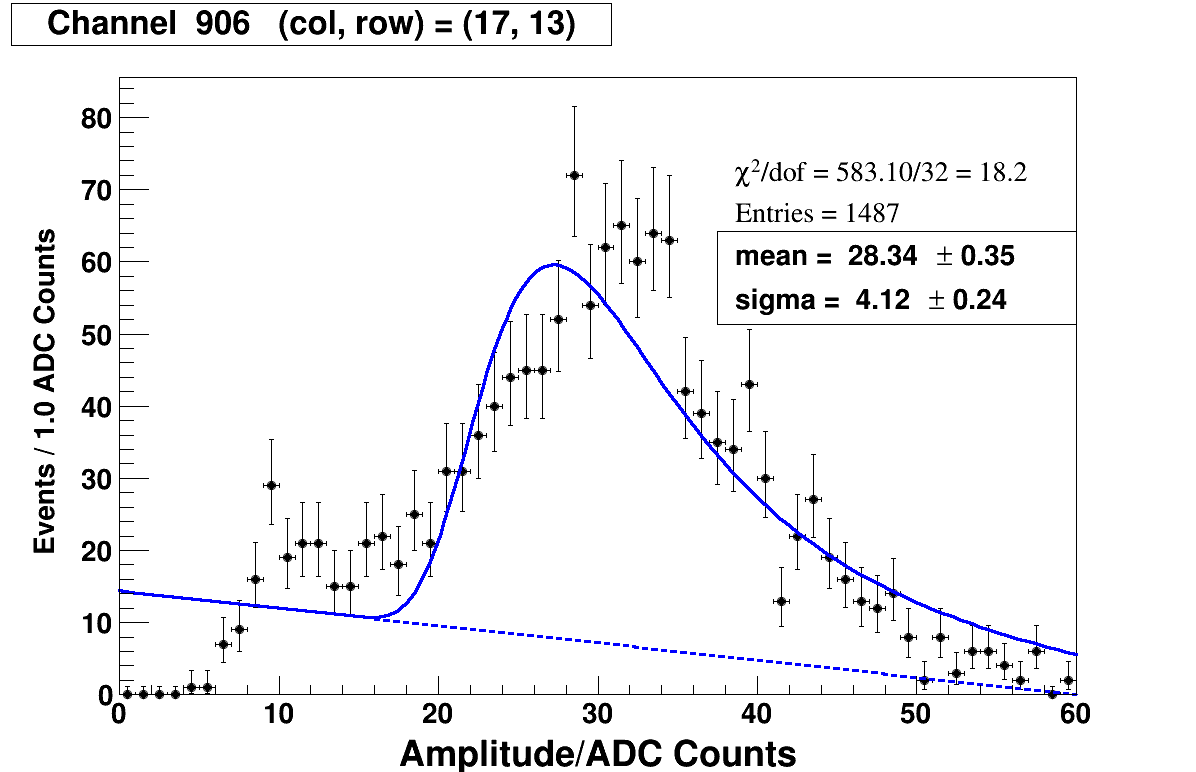 Channel 906 (col, row) = (17, 13)
χ²/dof = 583.10/32 = 18.2
Entries = 1487
mean = 28.34 ± 0.35
sigma = 4.12 ± 0.24
Events / 1.0 ADC Counts
80
70
60
50
40
30
20
10
0
0 10 20 30 40 50 60
Amplitude/ADC Counts